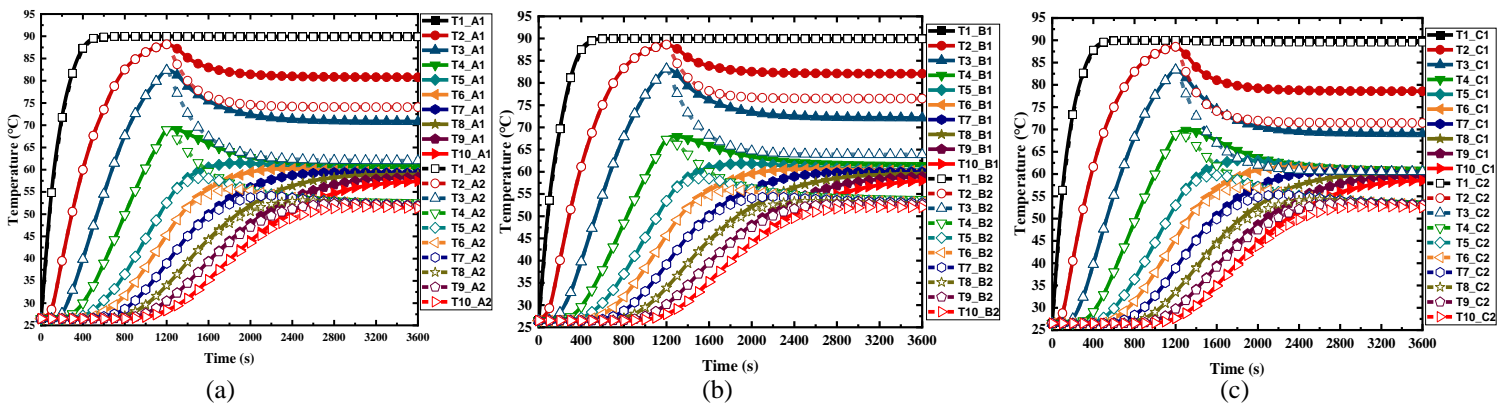 95
90
85
80
75
70
65
60
55
50
45
40
35
30
25
Temperature (°C)
0 400 800 1200 1600 2000 2400 2800 3200 3600
Time (s)
T1_A1
T2_A1
T3_A1
T4_A1
T5_A1
T6_A1
T7_A1
T8_A1
T9_A1
T10_A1
T1_A2
T2_A2
T3_A2
T4_A2
T5_A2
T6_A2
T7_A2
T8_A2
T9_A2
T10_A2
(a)
95
90
85
80
75
70
65
60
55
50
45
40
35
30
25
Temperature (°C)
0 400 800 1200 1600 2000 2400 2800 3200 3600
Time (s)
T1_B1
T2_B1
T3_B1
T4_B1
T5_B1
T6_B1
T7_B1
T8_B1
T9_B1
T10_B1
T1_B2
T2_B2
T3_B2
T4_B2
T5_B2
T6_B2
T7_B2
T8_B2
T9_B2
T10_B2
(b)
95
90
85
80
75
70
65
60
55
50
45
40
35
30
25
Temperature (°C)
0 400 800 1200 1600 2000 2400 2800 3200 3600
Time (s)
T1_C1
T2_C1
T3_C1
T4_C1
T5_C1
T6_C1
T7_C1
T8_C1
T9_C1
T10_C1
T1_C2
T2_C2
T3_C2
T4_C2
T5_C2
T6_C2
T7_C2
T8_C2
T9_C2
T10_C2
(c)